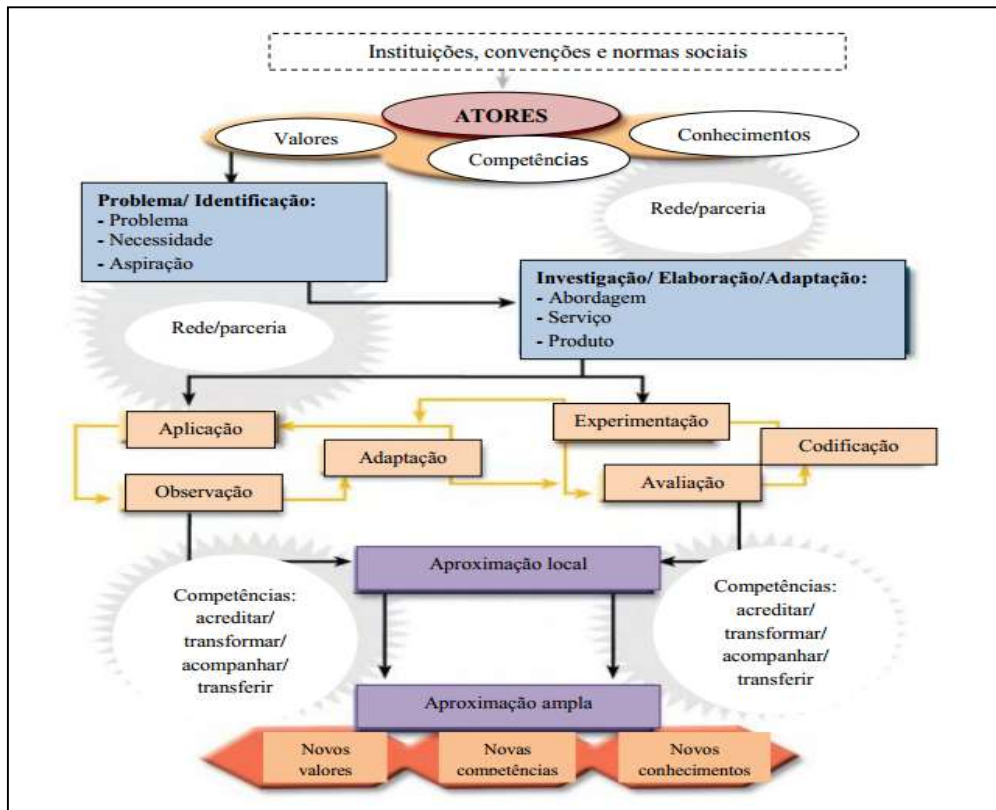 Instituições, convenções e normas sociais
ATORES
Valores
Competências
Conhecimentos
Problema/ Identificação:
- Problema
- Necessidade
- Aspiração
Rede/parceria
Investigação/ Elaboração/Adaptação:
- Abordagem
- Serviço
- Produto
Rede/parceria
Aplicação
Experimentação
Adaptação
Codificação
Observação
Avaliação
Aproximação local
Competências:
acreditar/
transformar/
acompanhar/
transferir
Competências:
acreditar/
transformar/
acompanhar/
transferir
Aproximação ampla
Novos
valores
Novas
competências
Novos
conhecimentos